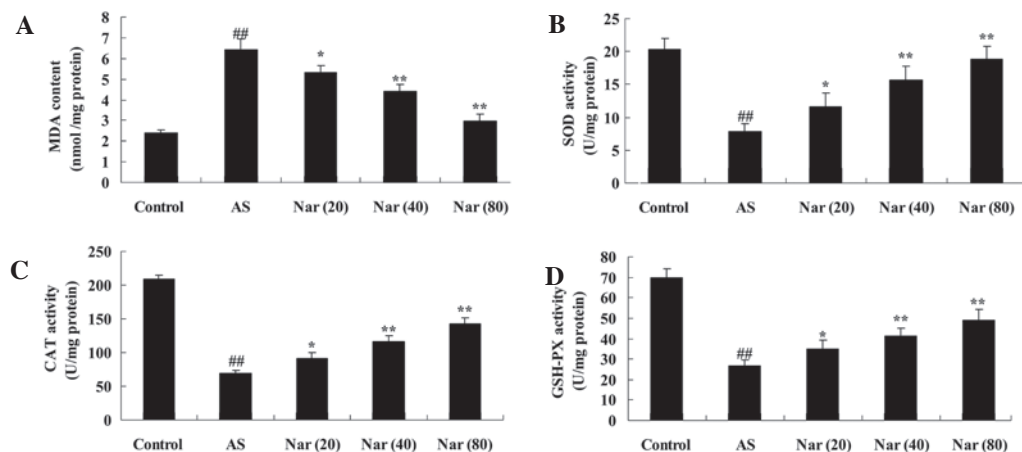 A
MDA content
(nmol /mg protein)
8
7
6
5
4
3
2
1
0
##
*
**
**
Control AS Nar (20) Nar (40) Nar (80)
B
SOD activity
(U/mg protein)
25
20
15
10
5
0
##
*
**
**
Control AS Nar (20) Nar (40) Nar (80)
C
CAT activity
(U/mg protein)
250
200
150
100
50
0
##
*
**
**
Control AS Nar (20) Nar (40) Nar (80)
D
GSH-PX activity
(U/mg protein)
80
70
60
50
40
30
20
10
0
##
*
**
**
Control AS Nar (20) Nar (40) Nar (80)